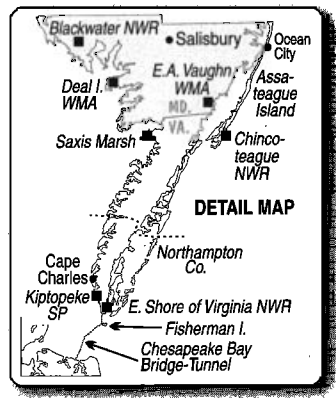 Blackwater NWR
Salisbury
Ocean
City
Deal I.
WMA
E.A. Vaughn
WMA
Assa-
teague
Island
MD.
VA.
Saxis Marsh
Chinco-
teague
NWR
DETAIL MAP
Northampton
Co.
Cape
Charles
Kiptopeke
SP
E. Shore of Virginia NWR
Fisherman I.
Chesapeake Bay
Bridge-Tunnel